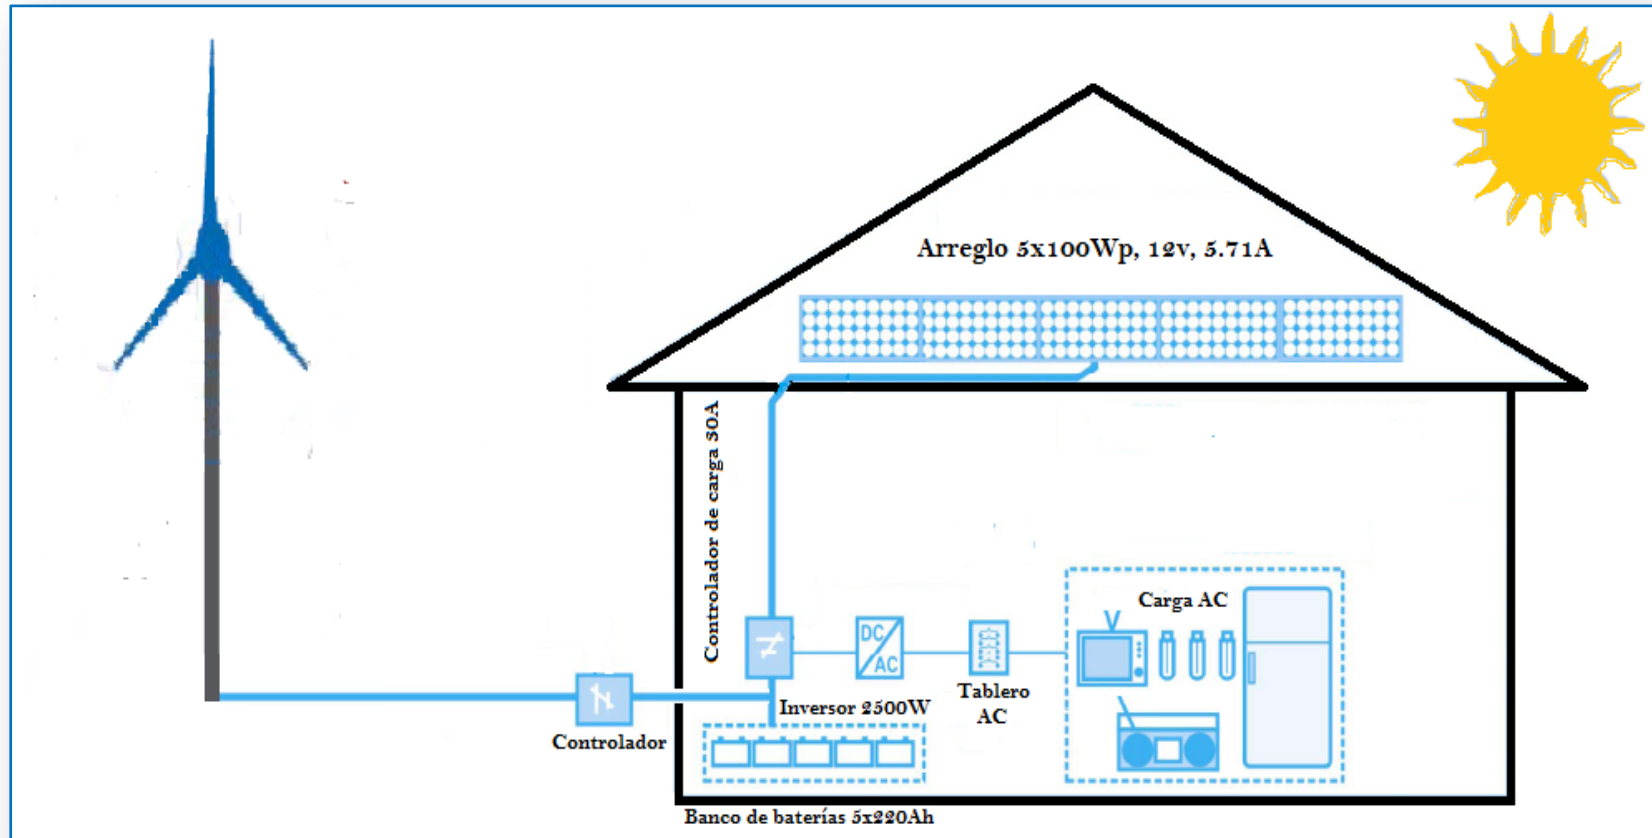 Arreglo 5x100Wp, 12v, 5.71A
Controlador de carga 30A
DC
AC
Carga AC
Tablero
AC
Inversor 2500W
Controlador
Banco de baterías 5x220Ah